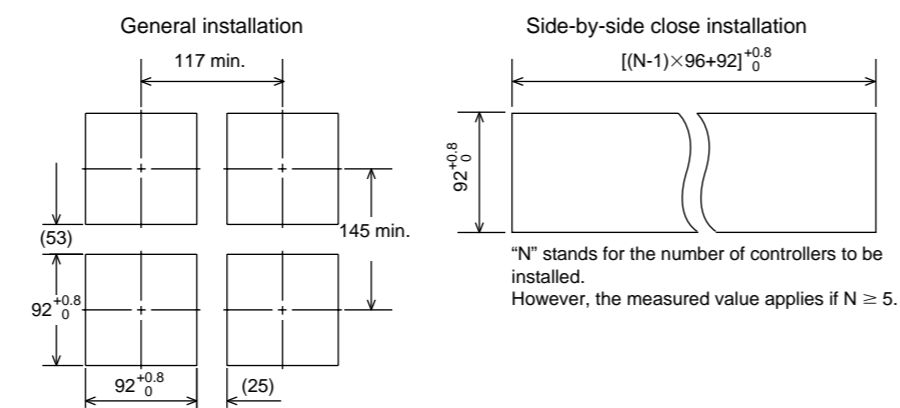 General installation
117 min.
(53)
145 min.
92 +0.8 0
92 +0.8 0
(25)
Side-by-side close installation
[(N-1)×96+92] +0.8 0
92 +0.8 0
“N” stands for the number of controllers to be
installed.
However, the measured value applies if N ≥ 5.